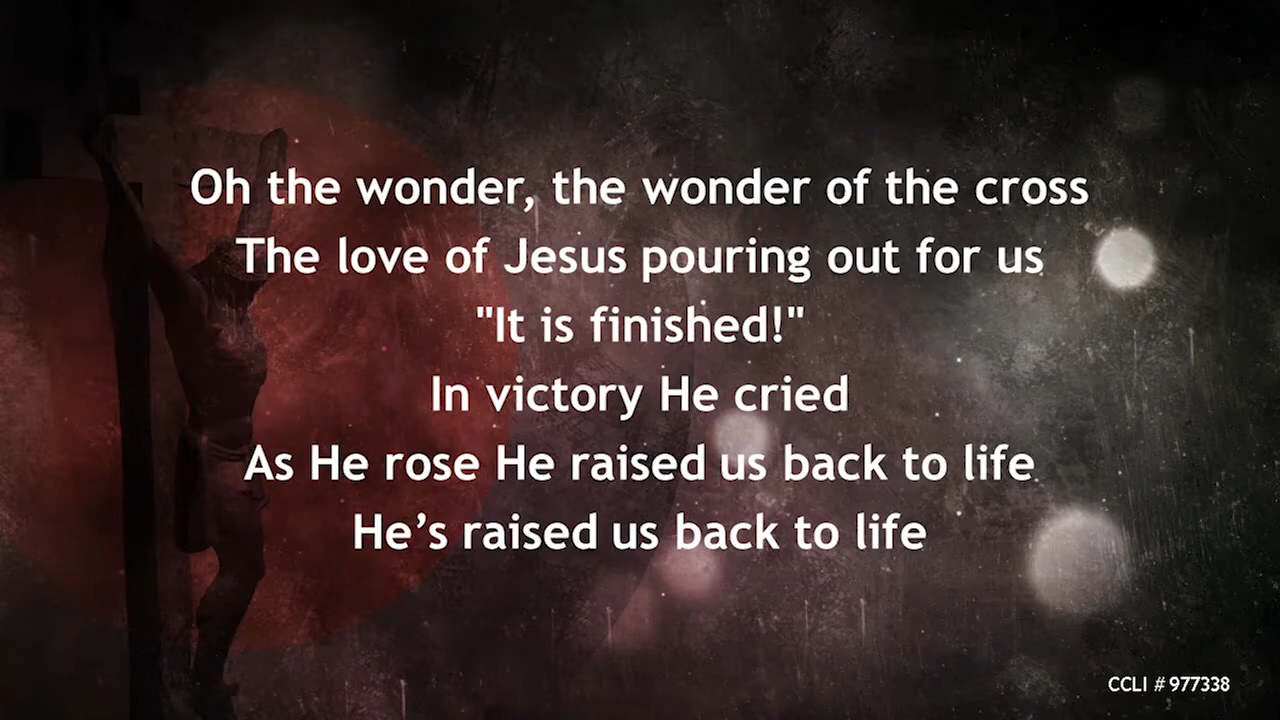 Oh the wonder, the wonder of the cross
The love of Jesus pouring out for us
"It is finished!"
In victory He cried
As He rose He raised us back to life
He’s raised us back to life
CCLI # 977338